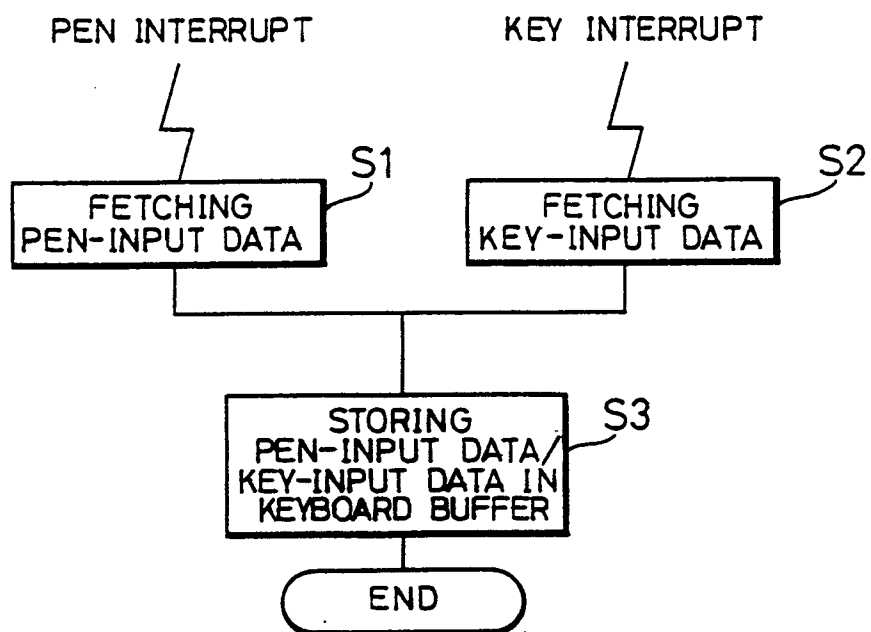 PEN INTERRUPT
KEY INTERRUPT
S1
S2
FETCHING
PEN-INPUT DATA
FETCHING
KEY-INPUT DATA
S3
STORING
PEN-INPUT DATA/
KEY-INPUT DATA IN
KEYBOARD BUFFER
END